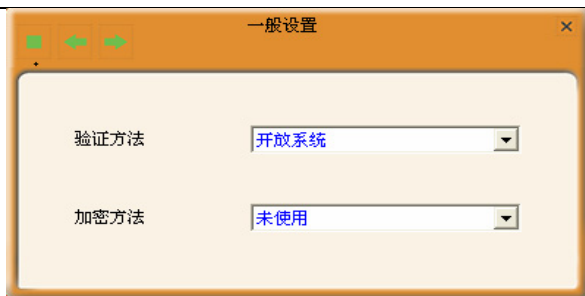 一般设置
验证方法
开放系统
加密方法
未使用